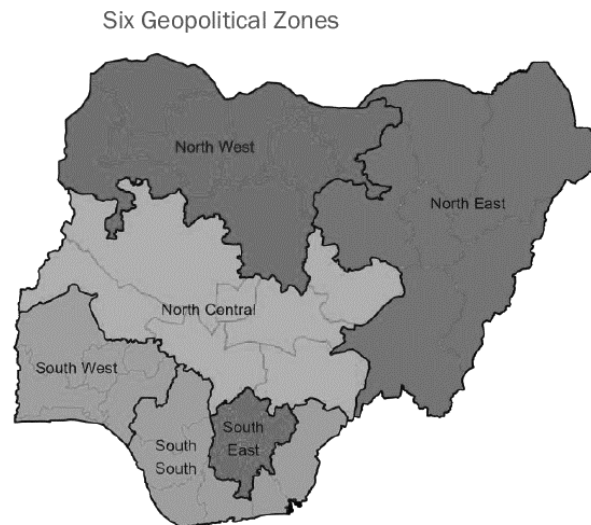 Six Geopolitical Zones
North West
North East
North Central
South West
South
East
South
South